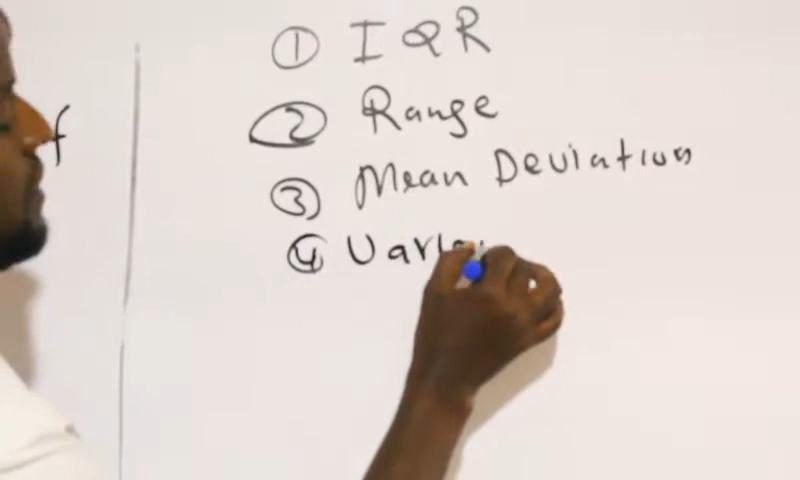 ① IQR
② Range
③ Mean Deviation
④ Varia
f